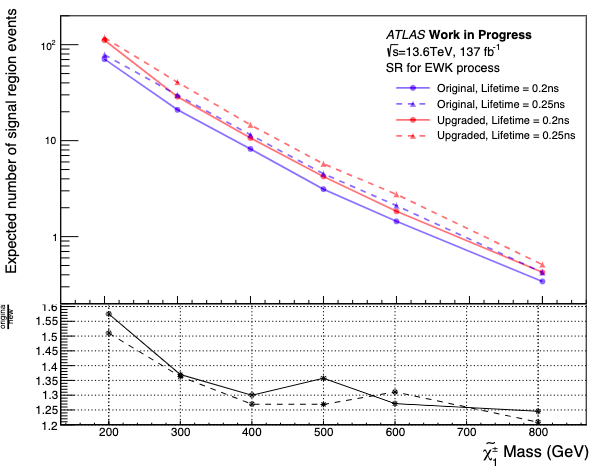 Expected number of signal region events
10²
10
1
ATLAS Work in Progress
√s=13.6TeV, 137 fb⁻¹
SR for EWK process
Original, Lifetime = 0.2ns
Original, Lifetime = 0.25ns
Upgraded, Lifetime = 0.2ns
Upgraded, Lifetime = 0.25ns
original
new
1.6
1.55
1.5
1.45
1.4
1.35
1.3
1.25
1.2
200 300 400 500 600 700 800
χ̃₁± Mass (GeV)